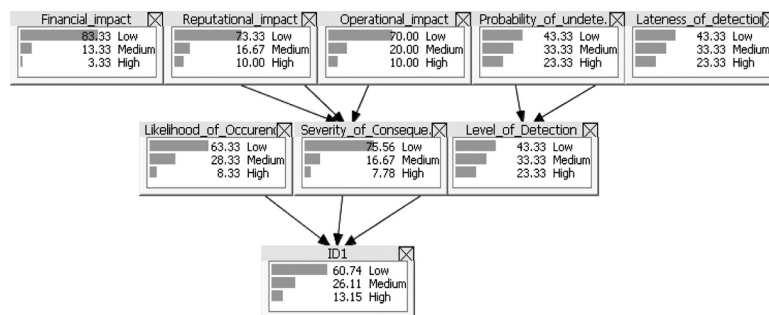 Financial_impact
83.33 Low
13.33 Medium
3.33 High
Reputational_impact
73.33 Low
16.67 Medium
10.00 High
Operational_impact
70.00 Low
20.00 Medium
10.00 High
Probability_of_undete.
43.33 Low
33.33 Medium
23.33 High
Lateness_of_detection
43.33 Low
33.33 Medium
23.33 High
Likelihood_of_Occurenc
63.33 Low
28.33 Medium
8.33 High
Severity_of_Conseque.
75.56 Low
16.67 Medium
7.78 High
Level_of_Detection
43.33 Low
33.33 Medium
23.33 High
ID1
60.74 Low
26.11 Medium
13.15 High